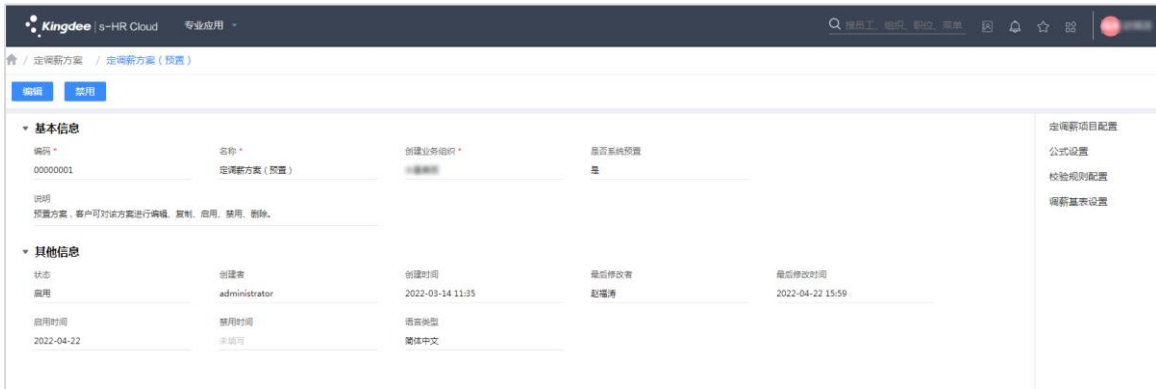 Kingdee | s-HR Cloud 专业应用 搜员工、组织、职位、菜单
/ 定调薪方案 / 定调薪方案（预置）
编辑 禁用
基本信息
编码 * 名称 * 创建业务组织 * 是否系统预置
00000001 定调薪方案（预置） 是
说明
预置方案，客户可对该方案进行编辑、复制、启用、禁用、删除。
其他信息
状态 创建者 创建时间 最后修改者 最后修改时间
启用 administrator 2022-03-14 11:35 赵福涛 2022-04-22 15:59
启用时间 禁用时间 语言类型
2022-04-22 未填写 简体中文
定调薪项目配置
公式设置
校验规则配置
调薪基表设置